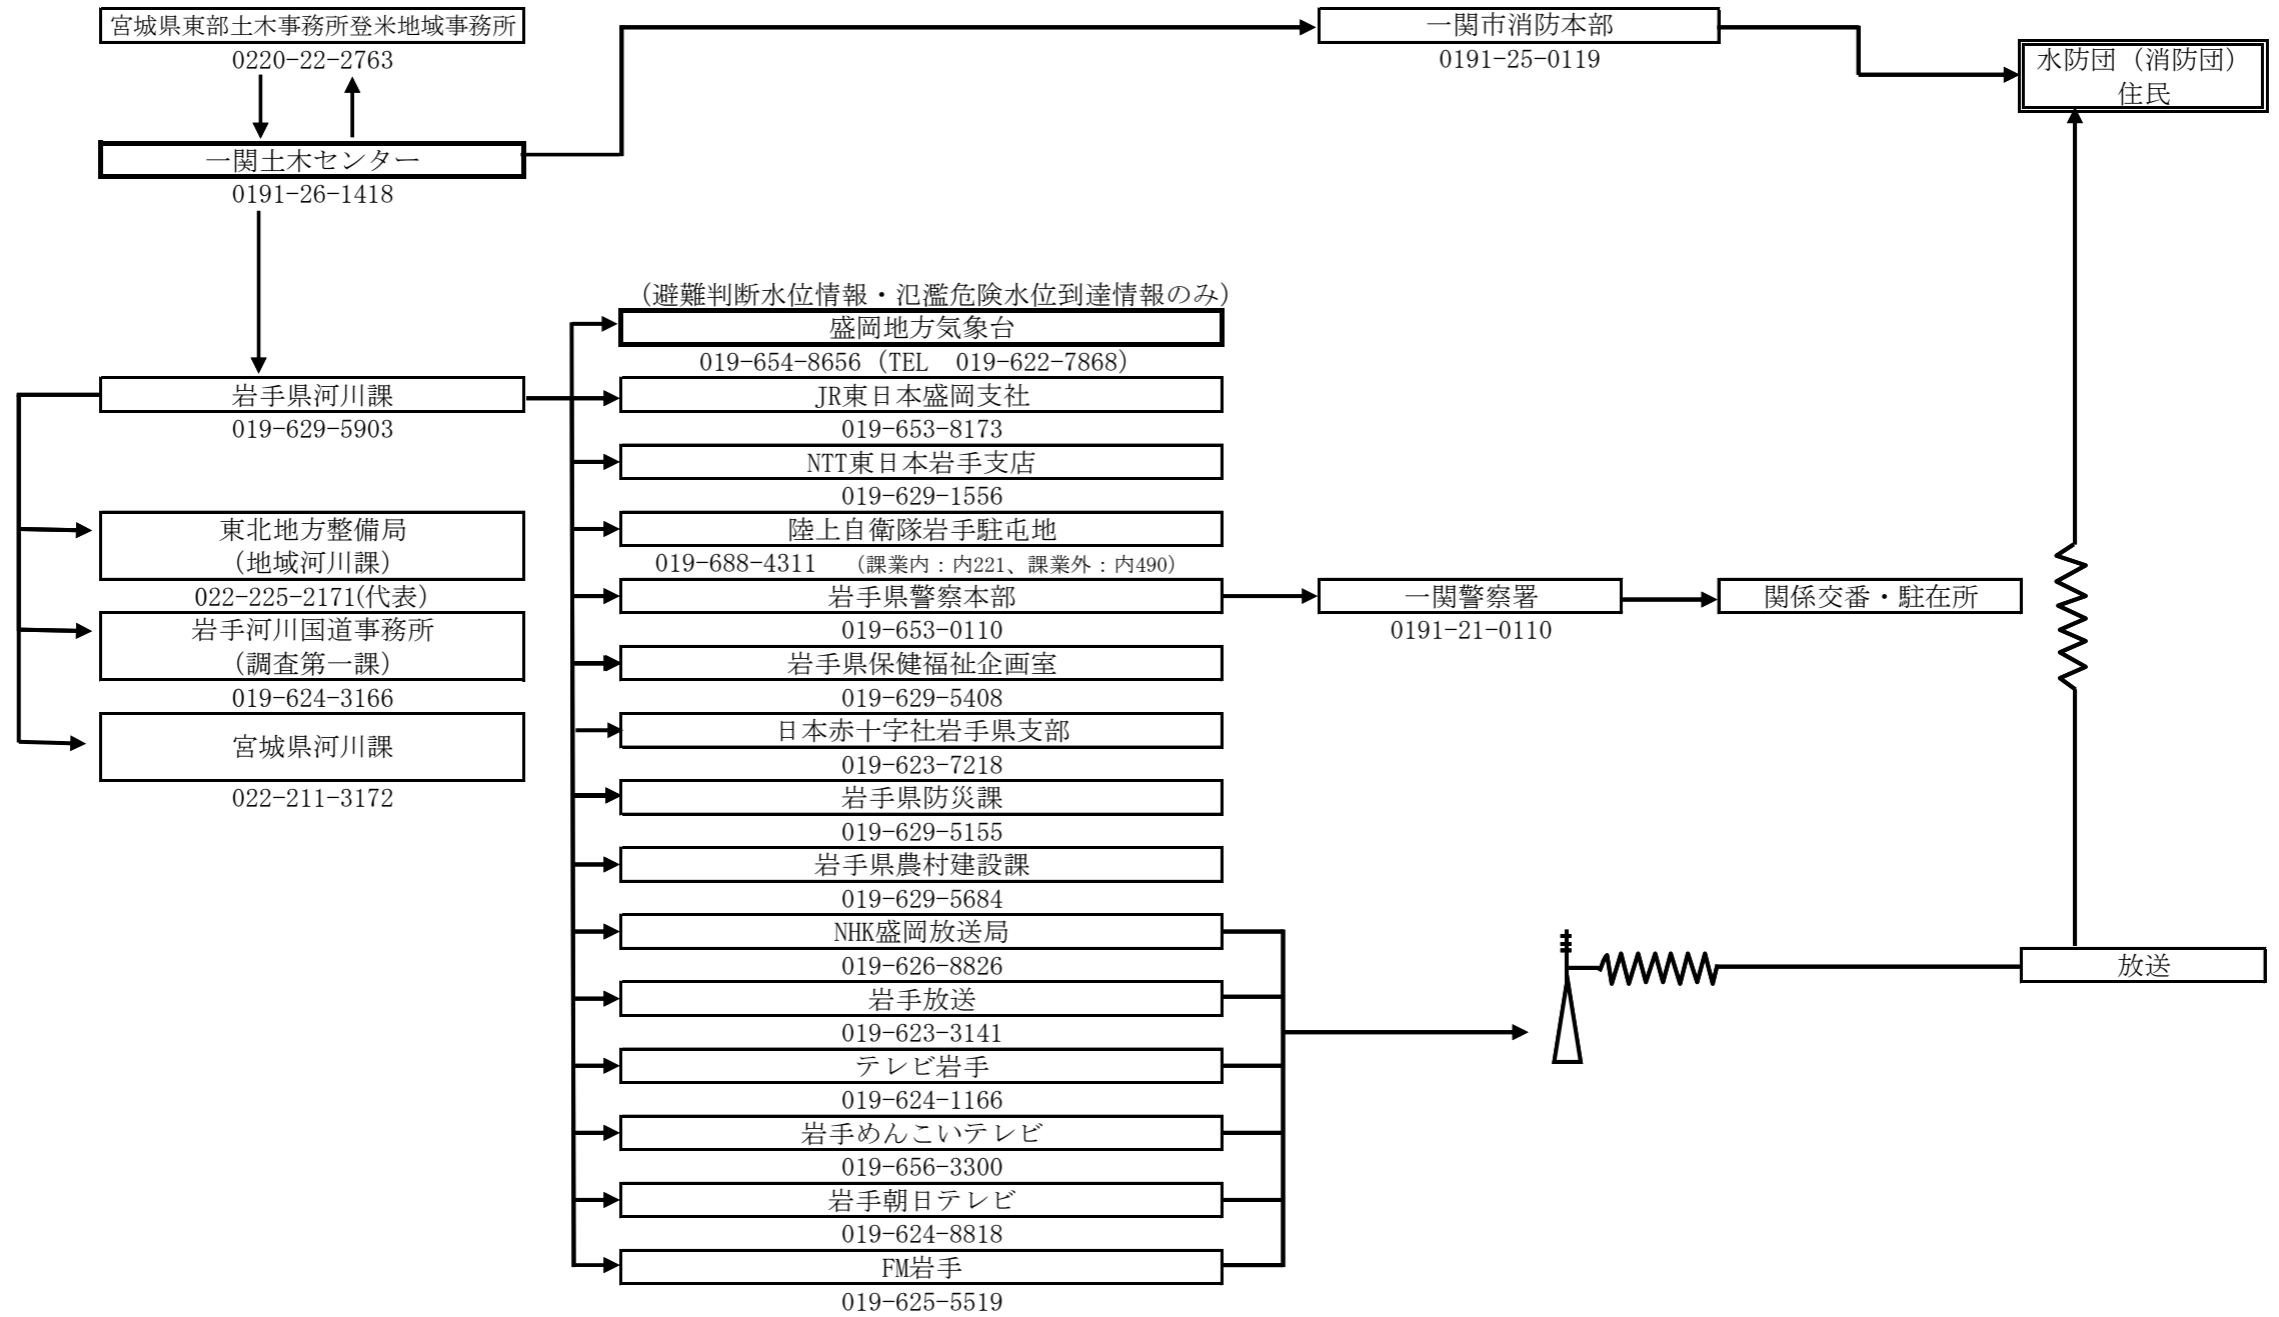 宮城県東部土木事務所登米地域事務所
0220-22-2763
一関土木センター
0191-26-1418
一関市消防本部
0191-25-0119
水防団（消防団）
住民
岩手県河川課
019-629-5903
東北地方整備局
（地域河川課）
022-225-2171(代表)
岩手河川国道事務所
（調査第一課）
019-624-3166
宮城県河川課
022-211-3172
（避難判断水位情報・氾濫危険水位到達情報のみ）
盛岡地方気象台
019-654-8656（TEL　019-622-7868）
JR東日本盛岡支社
019-653-8173
NTT東日本岩手支店
019-629-1556
陸上自衛隊岩手駐屯地
019-688-4311　（課業内：内221、課業外：内490）
岩手県警察本部
019-653-0110
一関警察署
0191-21-0110
関係交番・駐在所
岩手県保健福祉企画室
019-629-5408
日本赤十字社岩手県支部
019-623-7218
岩手県防災課
019-629-5155
岩手県農村建設課
019-629-5684
NHK盛岡放送局
019-626-8826
岩手放送
019-623-3141
テレビ岩手
019-624-1166
岩手めんこいテレビ
019-656-3300
岩手朝日テレビ
019-624-8818
FM岩手
019-625-5519
放送